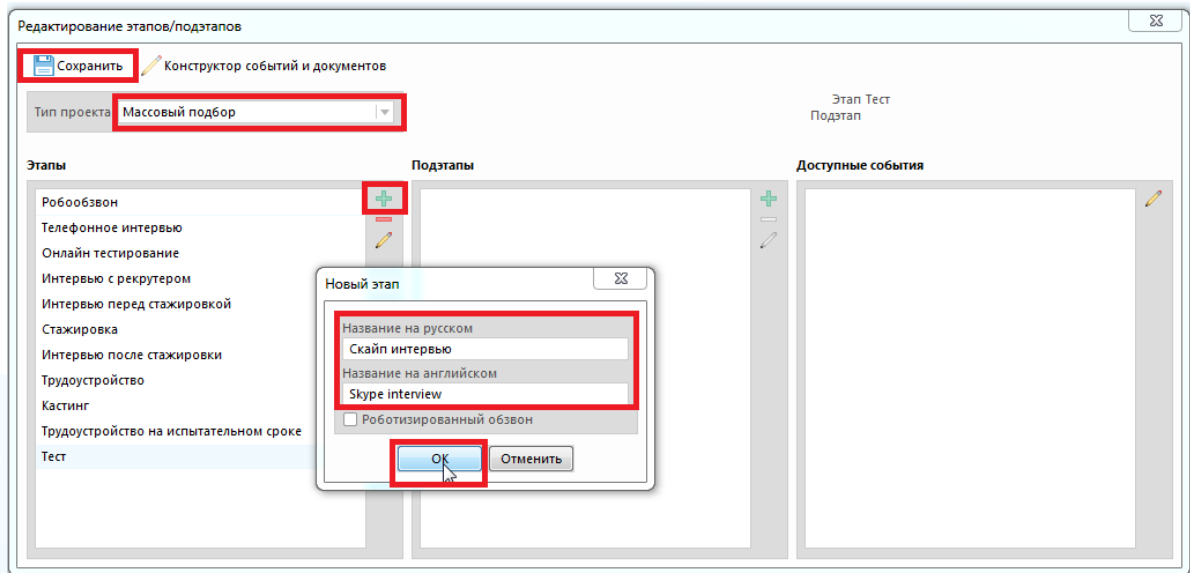 Редактирование этапов/подэтапов
Сохранить
Конструктор событий и документов
Тип проекта
Массовый подбор
Этап Тест
Подэтап
Этапы
Подэтапы
Доступные события
Робообзвон
Телефонное интервью
Онлайн тестирование
Интервью с рекрутером
Интервью перед стажировкой
Стажировка
Интервью после стажировки
Трудоустройство
Кастинг
Трудоустройство на испытательном сроке
Тест
Новый этап
Название на русском
Скайп интервью
Название на английском
Skype interview
Роботизированный обзвон
ОК
Отменить